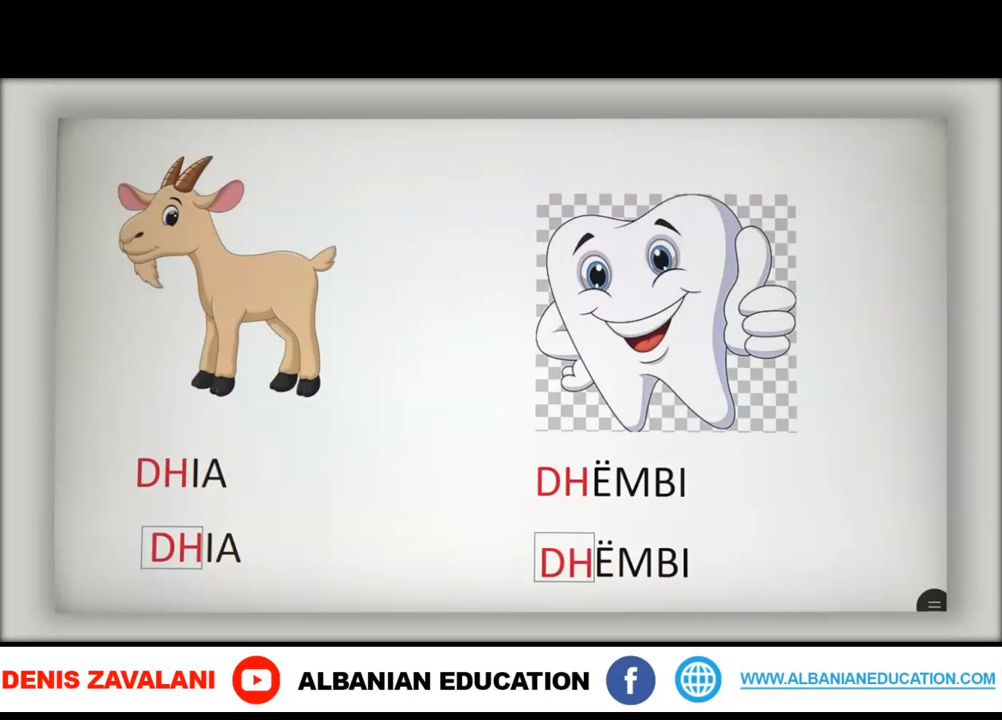 DHIA
DHIA
DHËMBI
DHËMBI
DENIS ZAVALANI
ALBANIAN EDUCATION
WWW.ALBANIANEDUCATION.COM